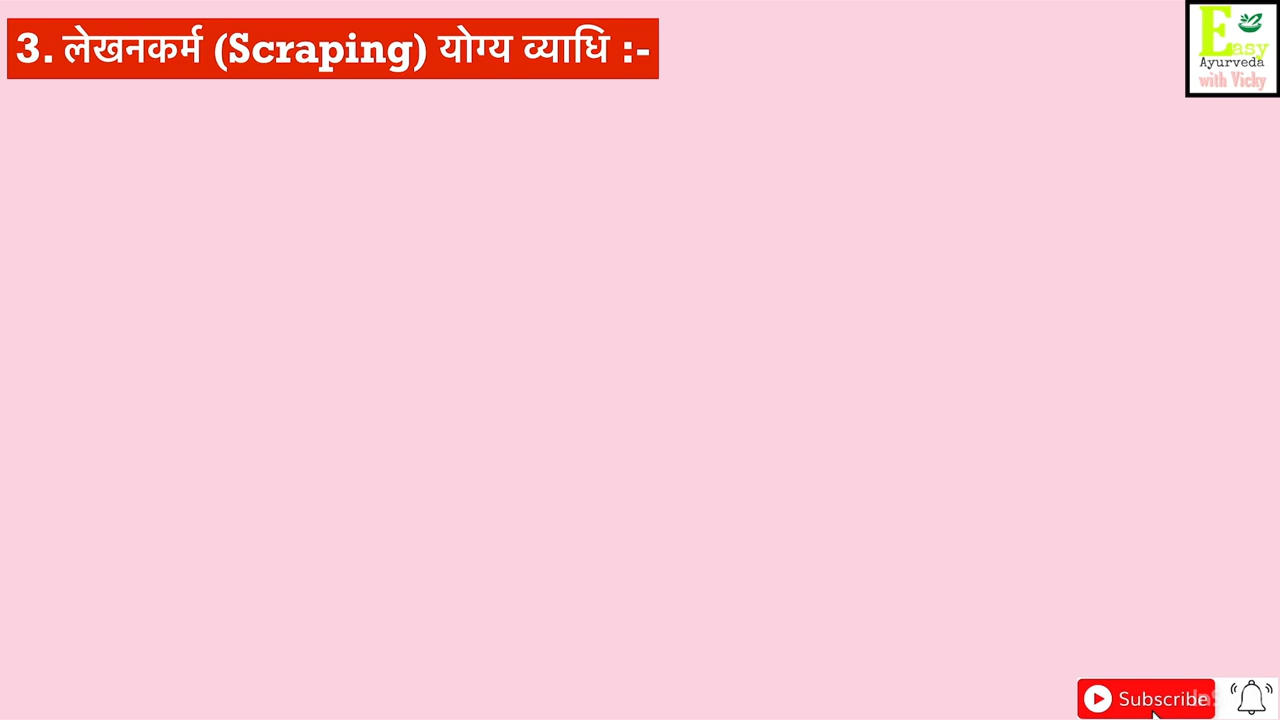 3. लेखनकर्म (Scraping) योग्य व्याधि :-
Easy
Ayurveda
with Vicky
Subscribe